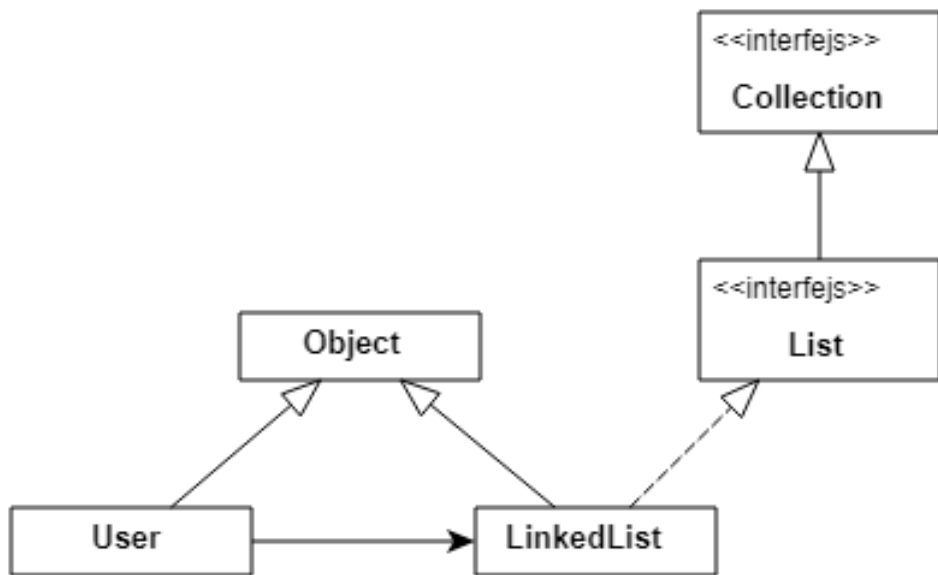 <<interfejs>>
Collection
<<interfejs>>
List
Object
User
LinkedList